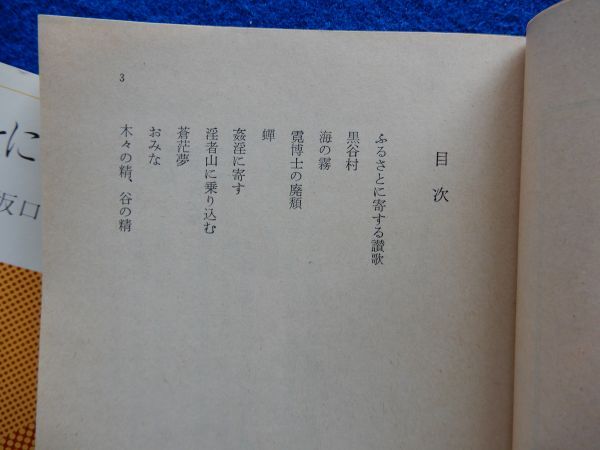 目次
ふるさとに寄する讃歌
黒谷村
海の霧
霓博士の廃頽
蟬
姦淫に寄す
淫者山に乗り込む
蒼茫夢
おみな
木々の精、谷の精
3
に
坂口